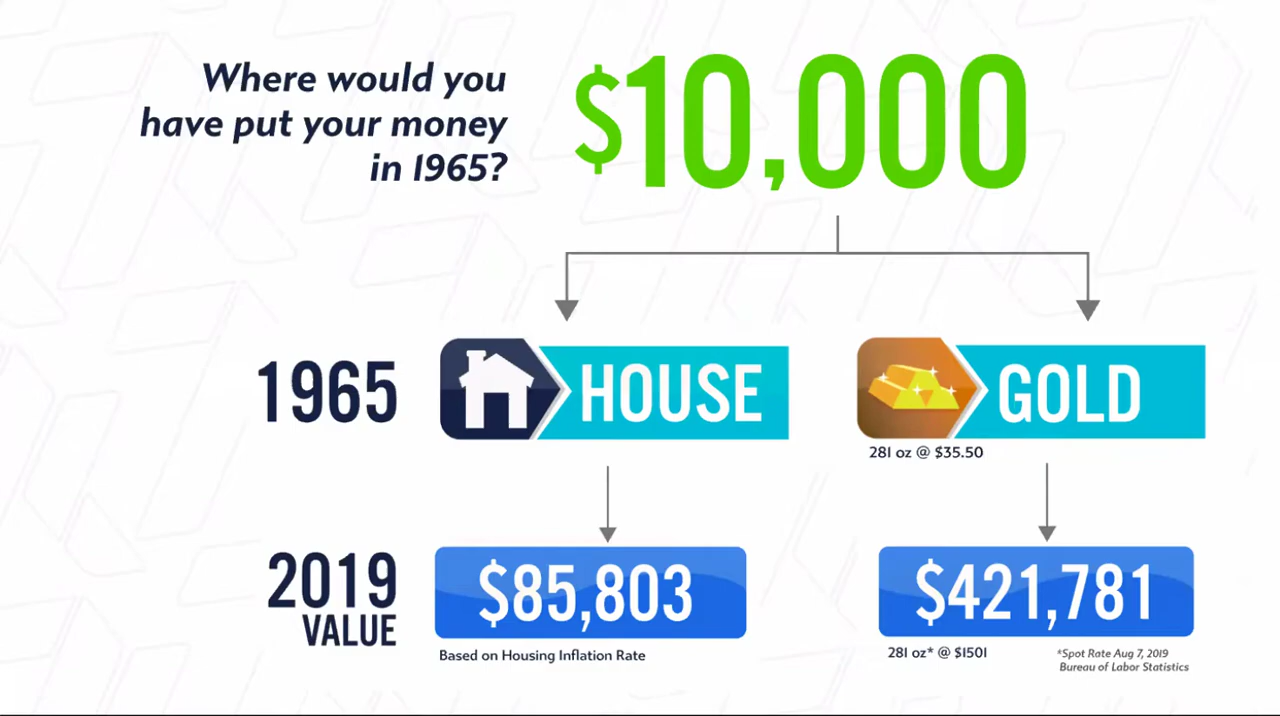 Where would you
have put your money
in 1965?
$10,000
1965
HOUSE
GOLD
281 oz @ $35.50
2019
VALUE
$85,803
$421,781
Based on Housing Inflation Rate
281 oz* @ $1501
*Spot Rate Aug 7, 2019
Bureau of Labor Statistics